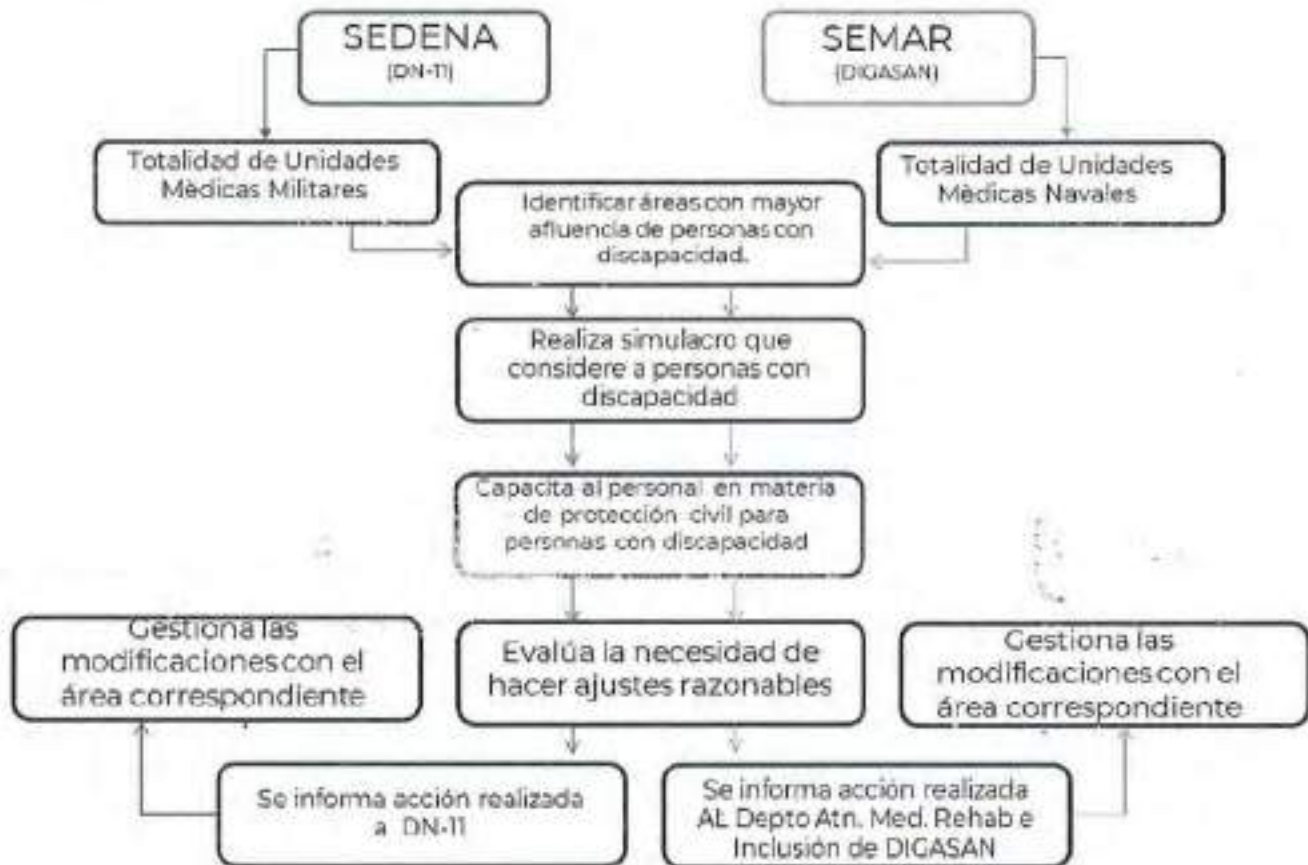 SEDENA
(DN-11)
SEMAR
(DIGASAN)
Totalidad de Unidades
Mèdicas Militares
Totalidad de Unidades
Mèdicas Navales
Identificar áreas con mayor
afluencia de personas con
discapacidad.
Realiza simulacro que
considere a personas con
discapacidad
Capacita al personal en materia
de protección civil para
personas con discapacidad
Gestiona las
modificaciones con el
área correspondiente
Evalúa la necesidad de
hacer ajustes razonables
Gestiona las
modificaciones con el
área correspondiente
Se informa acción realizada
a DN-11
Se informa acción realizada
AL Depto Atn. Med. Rehab e
Inclusión de DIGASAN